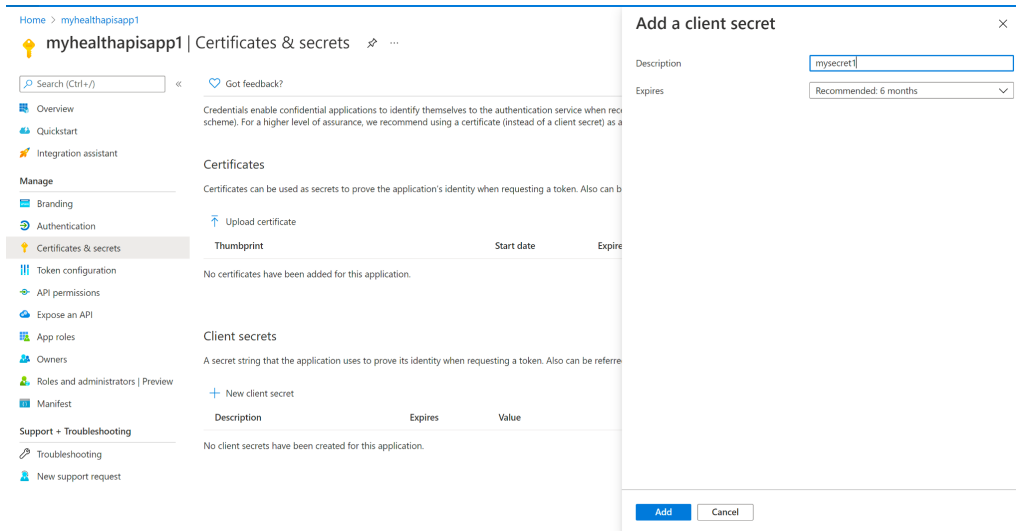 Home > myhealthapisapp1
myhealthapisapp1 | Certificates & secrets ...
Search (Ctrl+/) «
Overview
Quickstart
Integration assistant
Manage
Branding
Authentication
Certificates & secrets
Token configuration
API permissions
Expose an API
App roles
Owners
Roles and administrators | Preview
Manifest
Support + Troubleshooting
Troubleshooting
New support request
Got feedback?
Credentials enable confidential applications to identify themselves to the authentication service when rec
scheme). For a higher level of assurance, we recommend using a certificate (instead of a client secret) as a
Certificates
Certificates can be used as secrets to prove the application's identity when requesting a token. Also can b
Upload certificate
Thumbprint Start date Expire
No certificates have been added for this application.
Client secrets
A secret string that the application uses to prove its identity when requesting a token. Also can be referre
New client secret
Description Expires Value
No client secrets have been created for this application.
Add a client secret
Description mysecret1
Expires Recommended: 6 months
Add Cancel